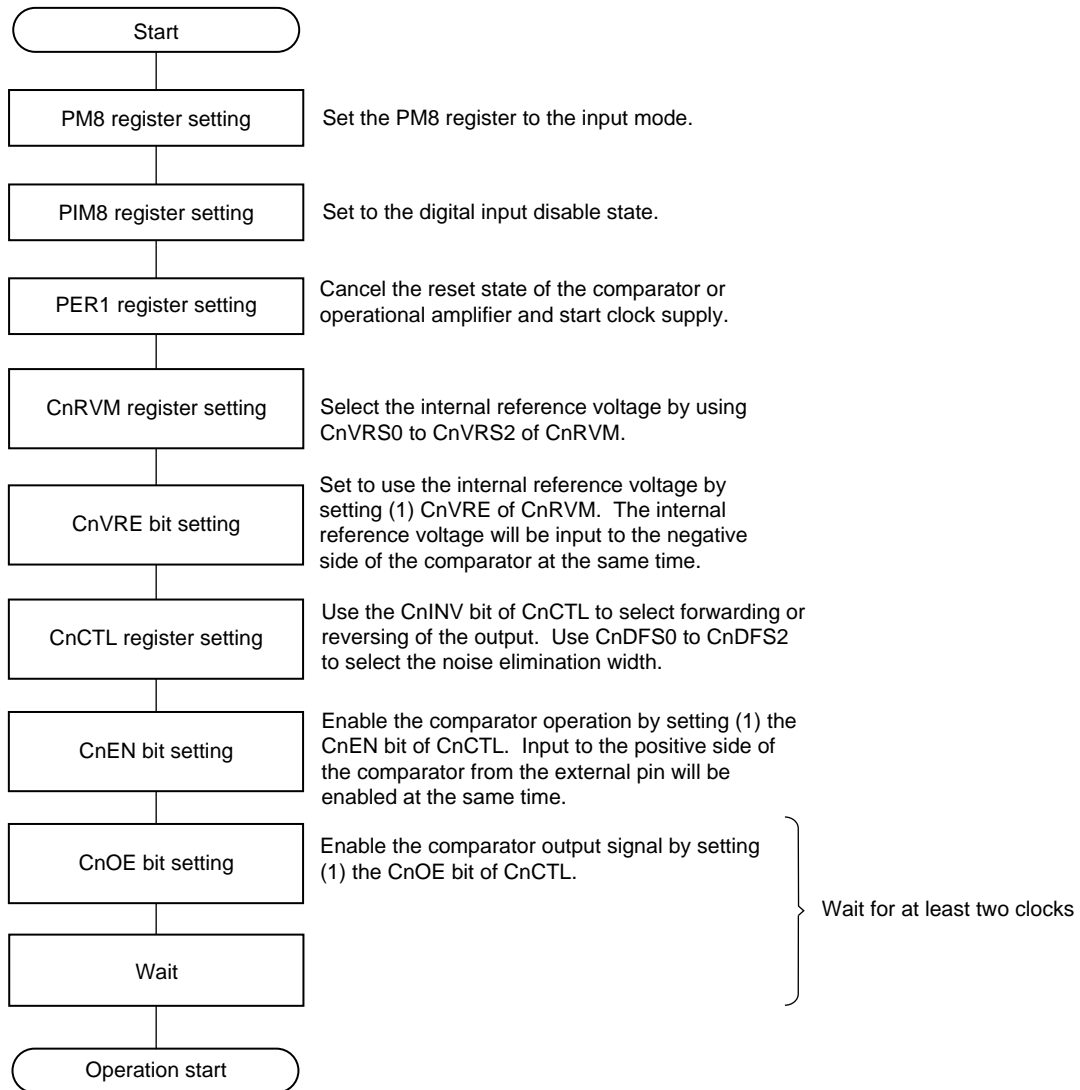 Start
PM8 register setting
Set the PM8 register to the input mode.
PIM8 register setting
Set to the digital input disable state.
PER1 register setting
Cancel the reset state of the comparator or
operational amplifier and start clock supply.
CnRVM register setting
Select the internal reference voltage by using
CnVRS0 to CnVRS2 of CnRVM.
CnVRE bit setting
Set to use the internal reference voltage by
setting (1) CnVRE of CnRVM.  The internal
reference voltage will be input to the negative
side of the comparator at the same time.
CnCTL register setting
Use the CnINV bit of CnCTL to select forwarding or
reversing of the output.  Use CnDFS0 to CnDFS2
to select the noise elimination width.
CnEN bit setting
Enable the comparator operation by setting (1) the
CnEN bit of CnCTL.  Input to the positive side of
the comparator from the external pin will be
enabled at the same time.
CnOE bit setting
Enable the comparator output signal by setting
(1) the CnOE bit of CnCTL.
Wait for at least two clocks
Wait
Operation start